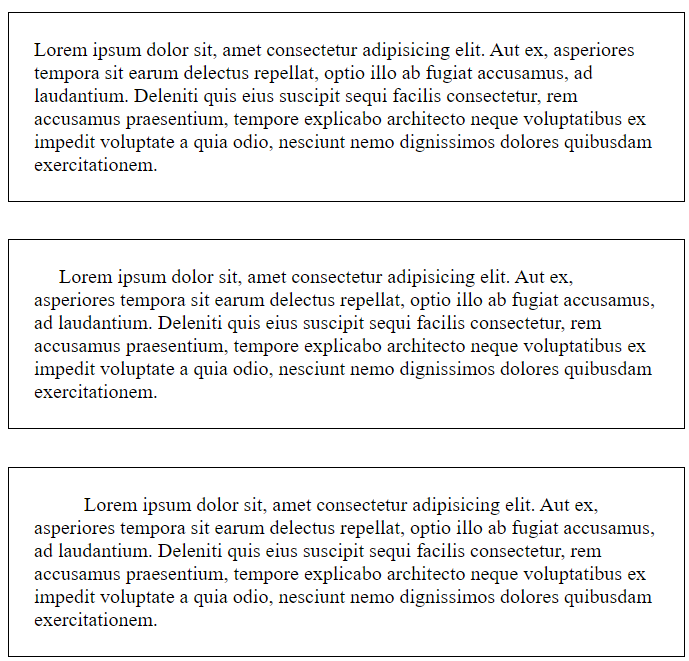 Lorem ipsum dolor sit, amet consectetur adipisicing elit. Aut ex, asperiores
tempora sit earum delectus repellat, optio illo ab fugiat accusamus, ad
laudantium. Deleniti quis eius suscipit sequi facilis consectetur, rem
accusamus praesentium, tempore explicabo architecto neque voluptatibus ex
impedit voluptate a quia odio, nesciunt nemo dignissimos dolores quibusdam
exercitationem.
Lorem ipsum dolor sit, amet consectetur adipisicing elit. Aut ex,
asperiores tempora sit earum delectus repellat, optio illo ab fugiat accusamus,
ad laudantium. Deleniti quis eius suscipit sequi facilis consectetur, rem
accusamus praesentium, tempore explicabo architecto neque voluptatibus ex
impedit voluptate a quia odio, nesciunt nemo dignissimos dolores quibusdam
exercitationem.
Lorem ipsum dolor sit, amet consectetur adipisicing elit. Aut ex,
asperiores tempora sit earum delectus repellat, optio illo ab fugiat accusamus,
ad laudantium. Deleniti quis eius suscipit sequi facilis consectetur, rem
accusamus praesentium, tempore explicabo architecto neque voluptatibus ex
impedit voluptate a quia odio, nesciunt nemo dignissimos dolores quibusdam
exercitationem.